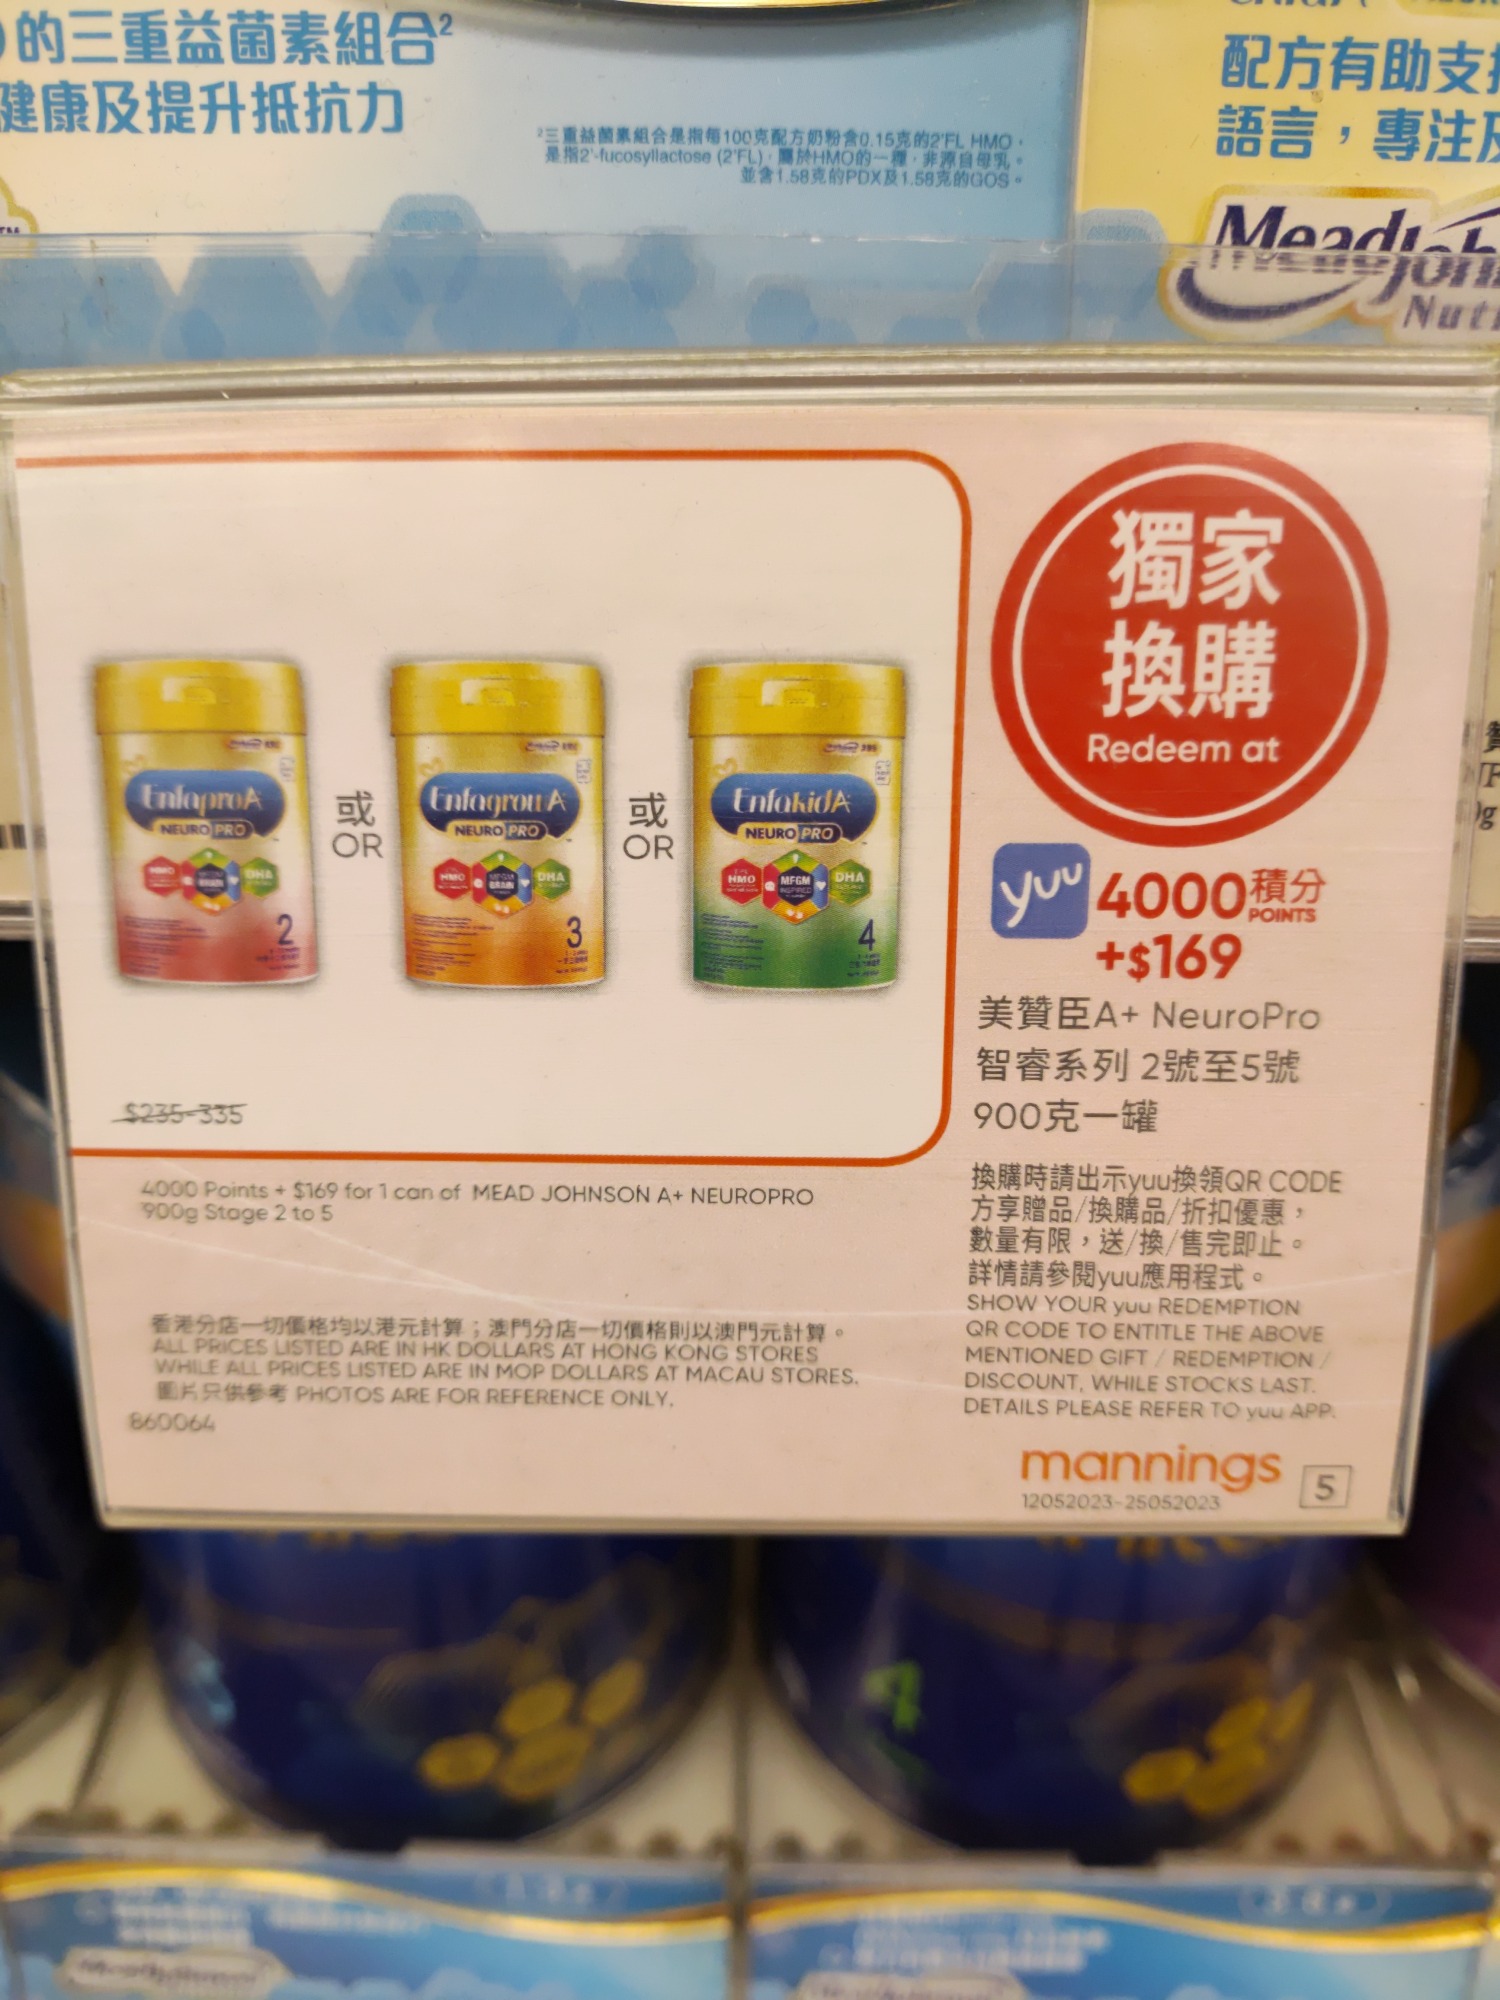 的三重益菌素組合²
健康及提升抵抗力
²三重益菌素組合是指每100克配方奶粉含0.15克的2'FL HMO,
是指2'-fucosyllactose (2'FL),屬於HMO的一種,非源自母乳。
並含1.58克的PDX及1.58克的GOS。
配方有助支
語言,專注及
MeadJohn
Nutr
獨家
換購
Redeem at
yuu
4000積分
POINTS
+$169
EnfaproA
NEURO PRO
HMO
DHA
2
或
OR
EnfagrowA
NEURO PRO
HMO
MFGM
DHA
3
或
OR
EnfakidA
NEURO PRO
HMO
MFGM
INSPIRED
DHA
4
美贊臣A+ NeuroPro
智睿系列 2號至5號
900克一罐
$235-335
4000 Points + $169 for 1 can of MEAD JOHNSON A+ NEUROPRO
900g Stage 2 to 5
換購時請出示yuu換領QR CODE
方享贈品/換購品/折扣優惠,
數量有限,送/換/售完即止。
詳情請參閱yuu應用程式。
SHOW YOUR yuu REDEMPTION
QR CODE TO ENTITLE THE ABOVE
MENTIONED GIFT / REDEMPTION /
DISCOUNT, WHILE STOCKS LAST.
DETAILS PLEASE REFER TO yuu APP.
香港分店一切價格均以港元計算;澳門分店一切價格則以澳門元計算。
ALL PRICES LISTED ARE IN HK DOLLARS AT HONG KONG STORES
WHILE ALL PRICES LISTED ARE IN MOP DOLLARS AT MACAU STORES.
圖片只供參考 PHOTOS ARE FOR REFERENCE ONLY.
860064
mannings
12052023-25052023
5